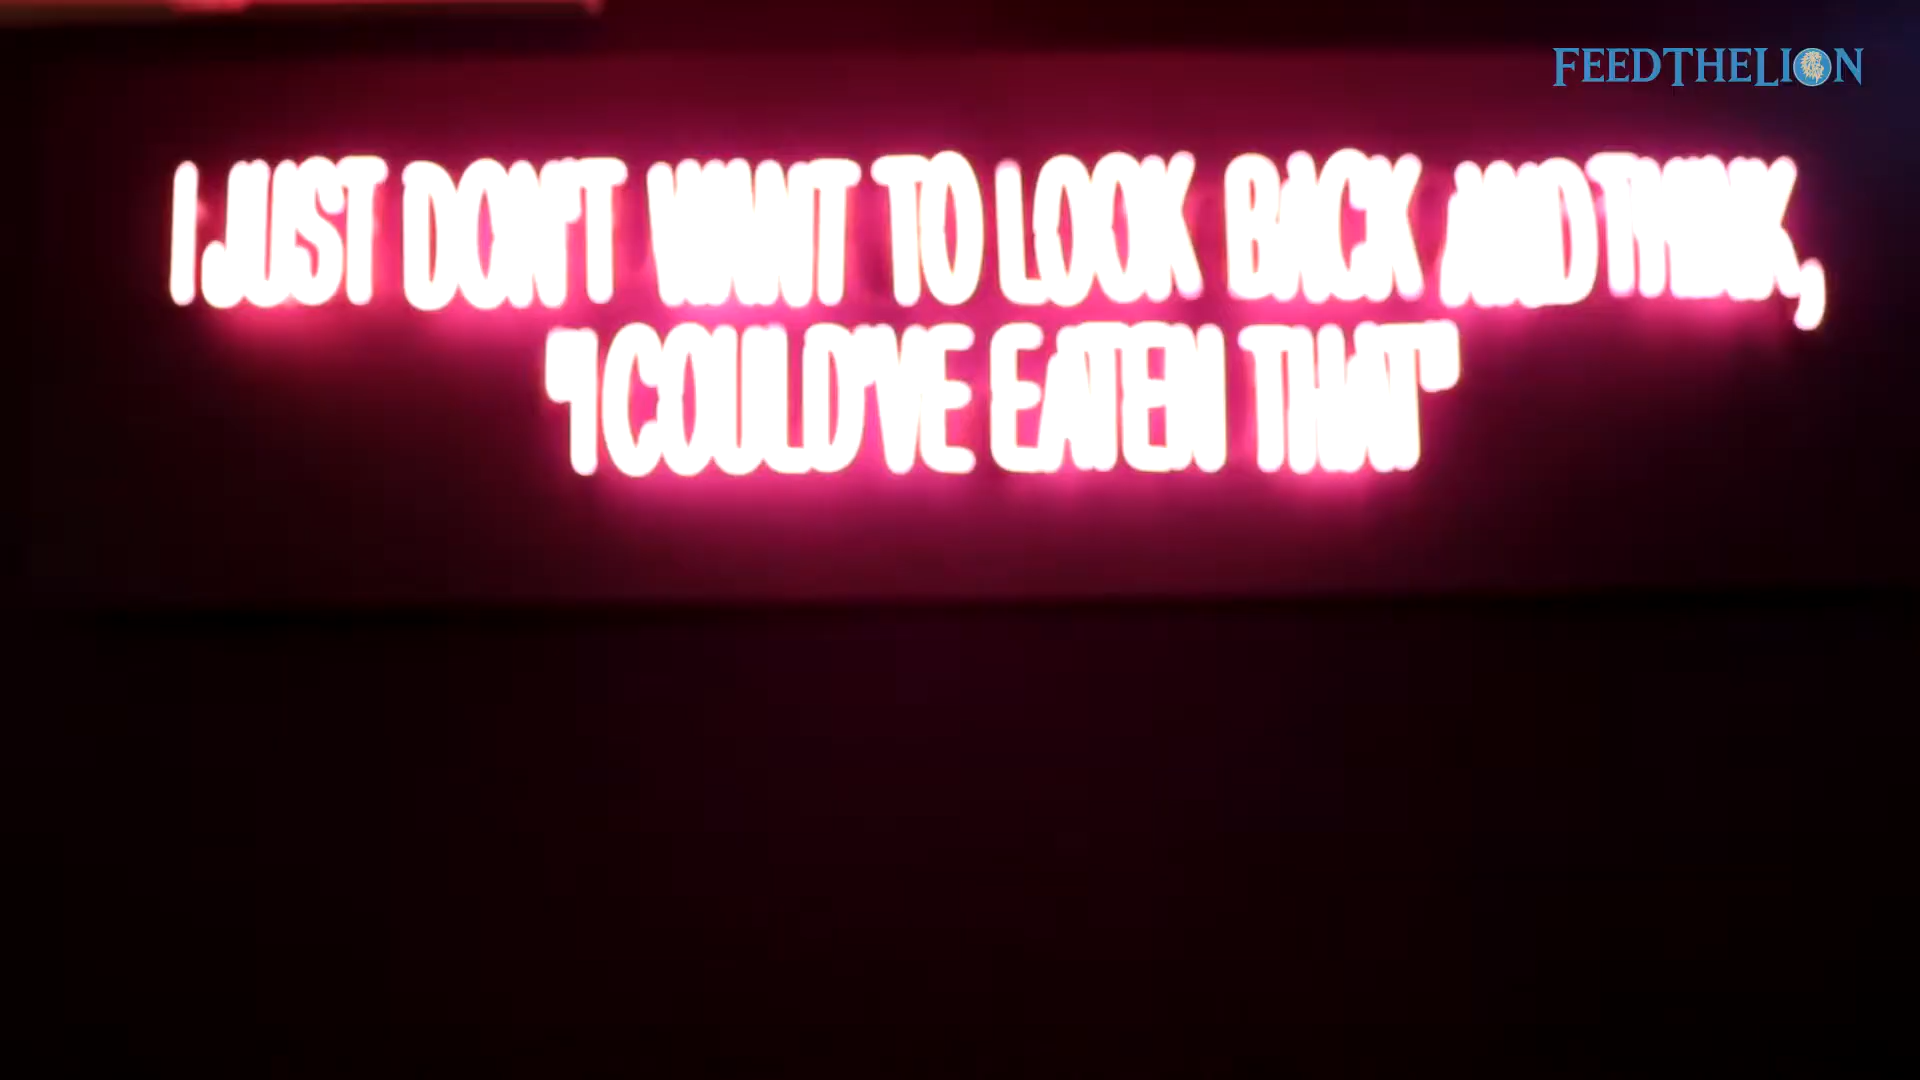 FEEDTHELION
I JUST DON'T WANT TO LOOK BACK AND THINK,
"I COULD'VE EATEN THAT"